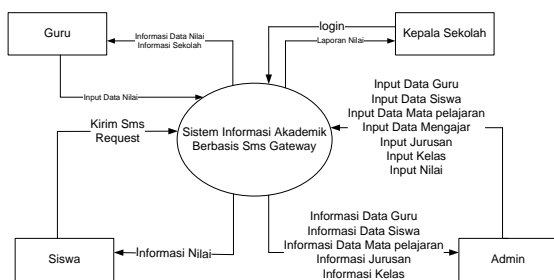 Guru
Informasi Data Nilai
Informasi Sekolah
login
Laporan Nilai
Kepala Sekolah
Input Data Nilai
Kirim Sms
Request
Sistem Informasi Akademik
Berbasis Sms Gateway
Input Data Guru
Input Data Siswa
Input Data Mata pelajaran
Input Data Mengajar
Input Jurusan
Input Kelas
Input Nilai
Siswa
Informasi Nilai
Informasi Data Guru
Informasi Data Siswa
Informasi Data Mata pelajaran
Informasi Jurusan
Informasi Kelas
Admin